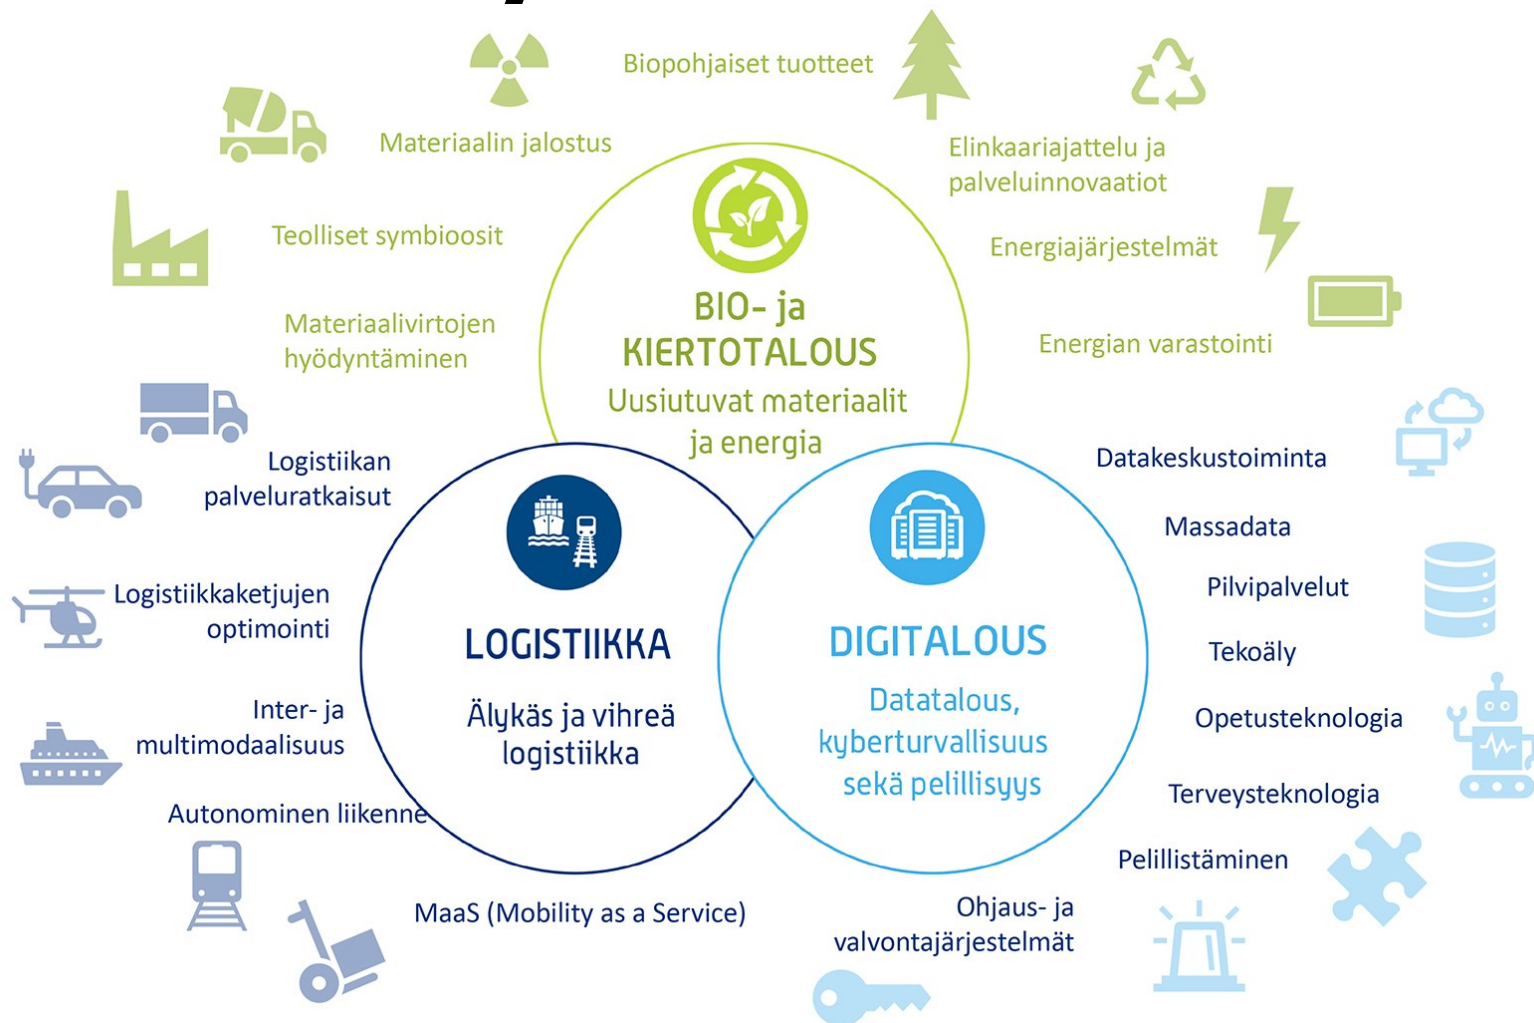 Biopohjaiset tuotteet
Materiaalin jalostus
Elinkaariajattelu ja
palveluinnovaatiot
Teolliset symbioosit
Energiajärjestelmät
Materiaalivirtojen
hyödyntäminen
Energian varastointi
BIO- ja
KIERTOTALOUS
Uusiutuvat materiaalit
ja energia
Logistiikan
palveluratkaisut
Logistiikkaketjujen
optimointi
Inter- ja
multimodaalisuus
Autonominen liikenne
MaaS (Mobility as a Service)
LOGISTIIKKA
Älykäs ja vihreä
logistiikka
DIGITALOUS
Datatalous,
kyberturvallisuus
sekä pelillisyys
Datakeskustoiminta
Massadata
Pilvipalvelut
Tekoäly
Opetusteknologia
Terveysteknologia
Pelillistäminen
Ohjaus- ja
valvontajärjestelmät